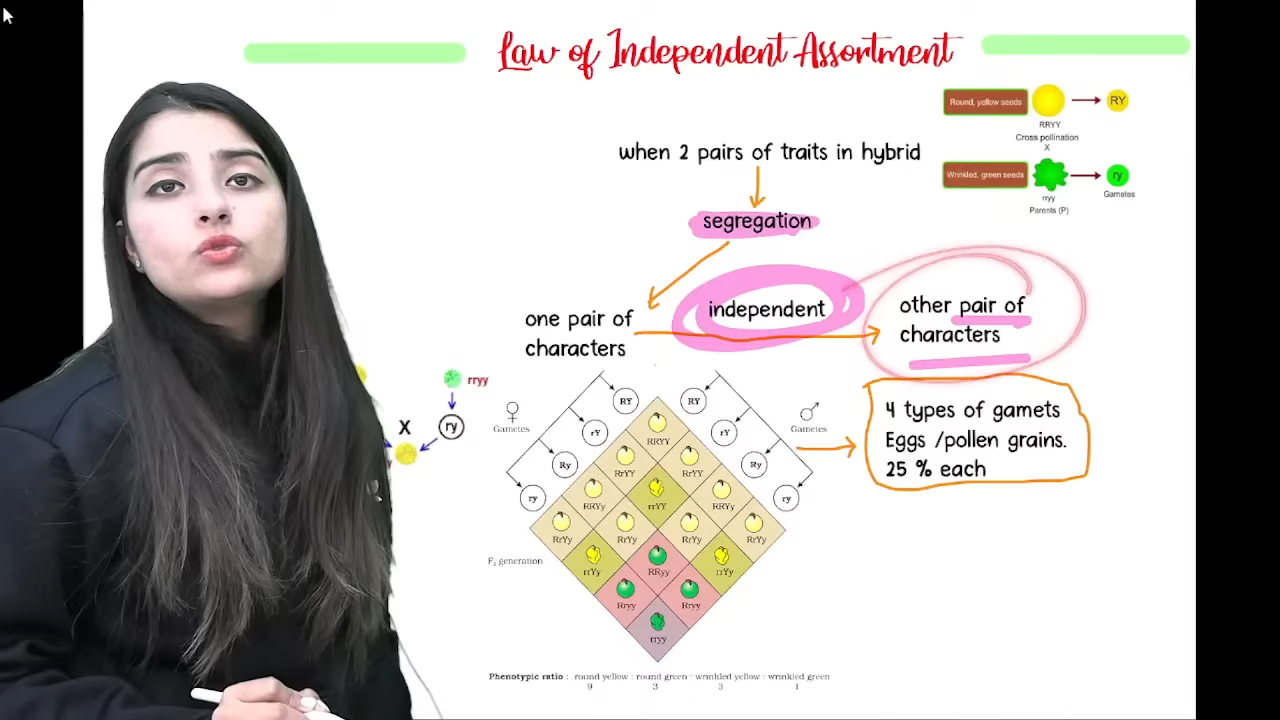 Law of Independent Assortment
Round, yellow seeds
RY
RRYY
Cross pollination
X
when 2 pairs of traits in hybrid
Wrinkled, green seeds
ry
rryy
Gametes
Parents (P)
segregation
independent
one pair of
characters
other pair of
characters
rryy
X
ry
♀
Gametes
RY
rY
Ry
ry
♂
Gametes
RY
rY
Ry
ry
4 types of gamets
Eggs /pollen grains.
25 % each
RRYY
RrYY RrYY
RRYy rrYY RRYy
RrYy RrYy RrYy RrYy
F₂ generation
rrYy RRyy rrYy
Rryy Rryy
rryy
Phenotypic ratio : round yellow : round green : wrinkled yellow : wrinkled green
9 3 3 1